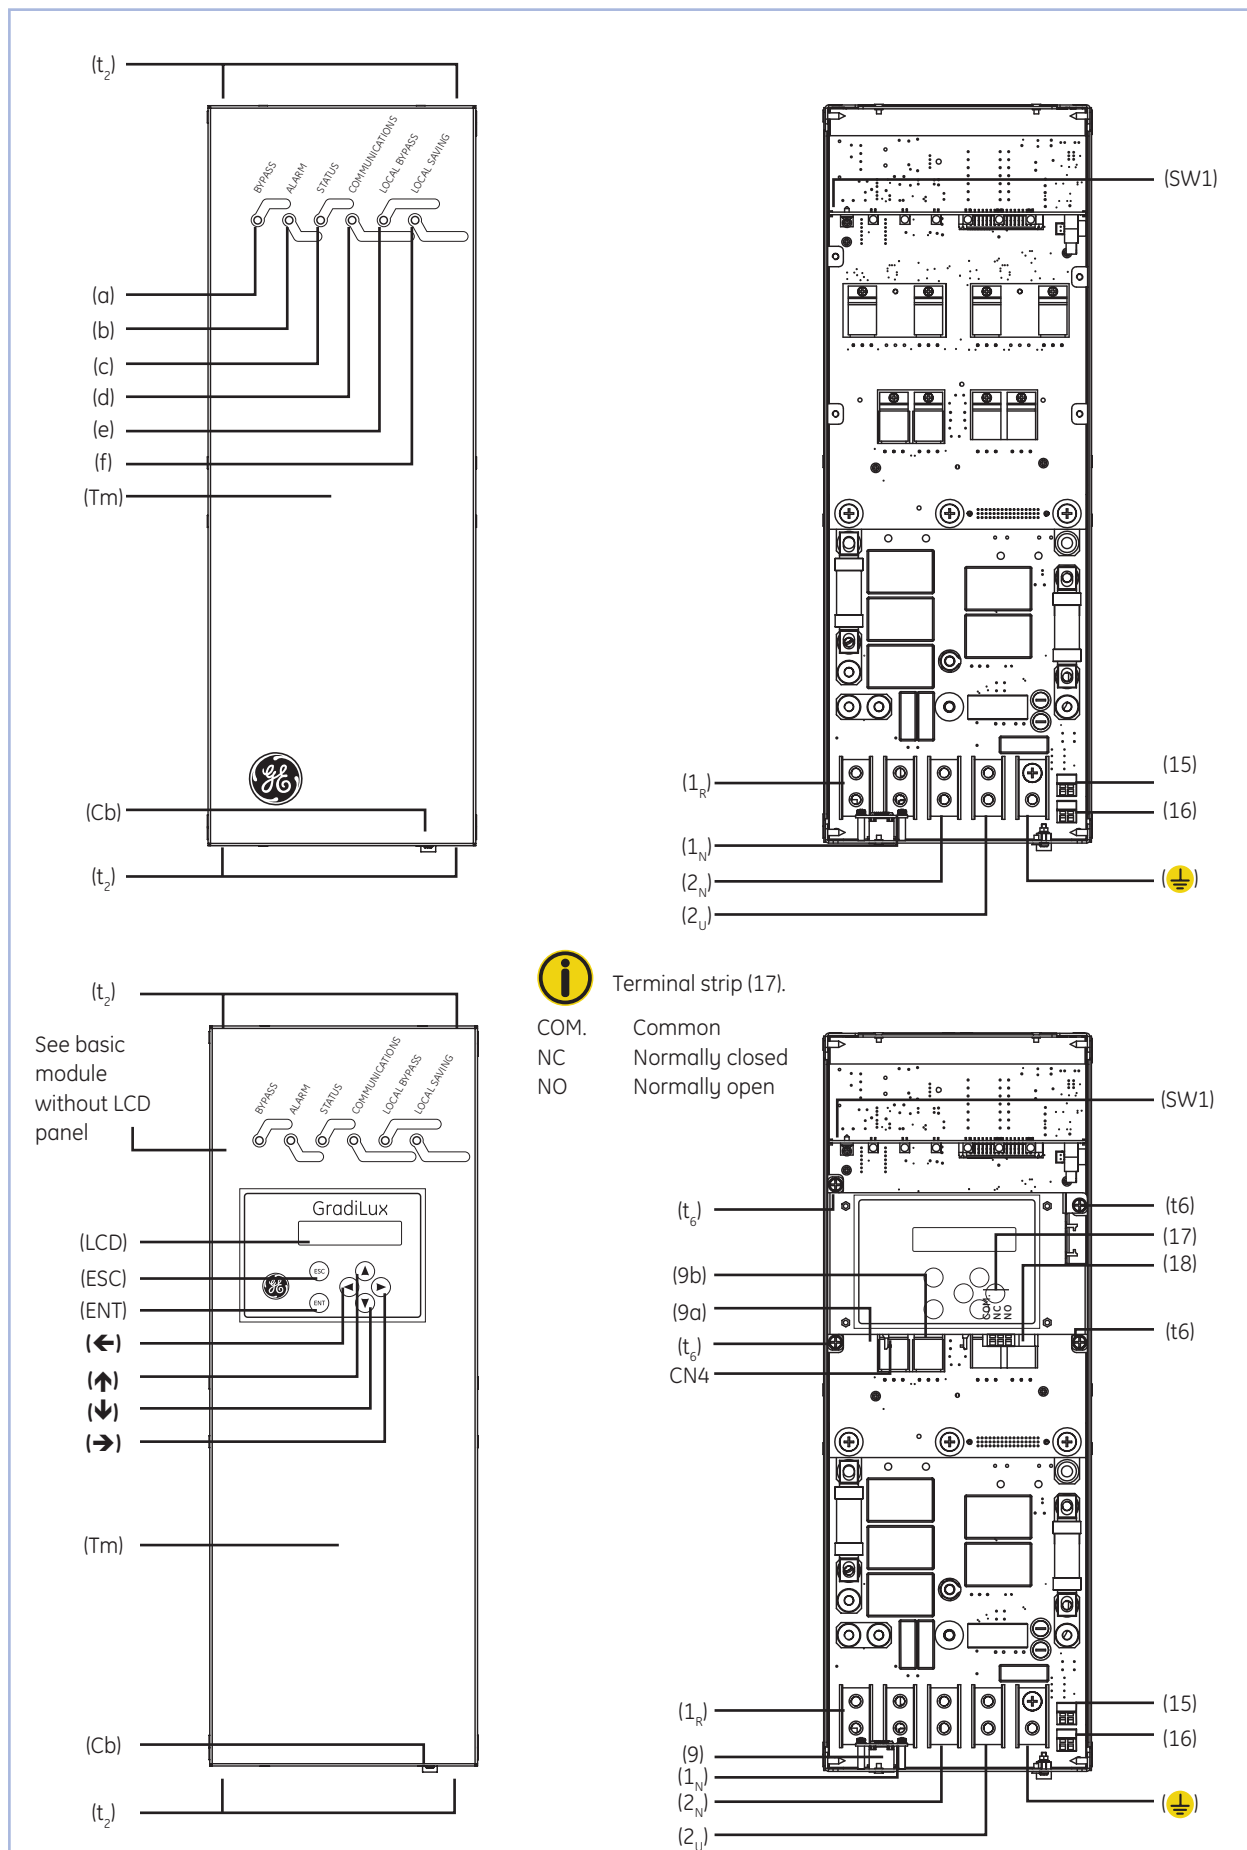 (t2)
BYPASS
ALARM
STATUS
COMMUNICATIONS
LOCAL BYPASS
LOCAL SAVING
(a)
(b)
(c)
(d)
(e)
(f)
(Tm)
GE
(Cb)
(t2)
(SW1)
(1R)
(1N)
(2N)
(2U)
(15)
(16)
i
Terminal strip (17).
COM. Common
NC Normally closed
NO Normally open
(t2)
See basic
module
without LCD
panel
BYPASS
ALARM
STATUS
COMMUNICATIONS
LOCAL BYPASS
LOCAL SAVING
GradiLux
ESC
ENT
GE
(LCD)
(ESC)
(ENT)
(←)
(↑)
(↓)
(→)
(Tm)
(Cb)
(t2)
(SW1)
(t6)
(9b)
(9a)
(t6)
CN4
(t6)
(17)
(18)
(t6)
COM.
NC
NO
(1R)
(9)
(1N)
(2N)
(2U)
(15)
(16)